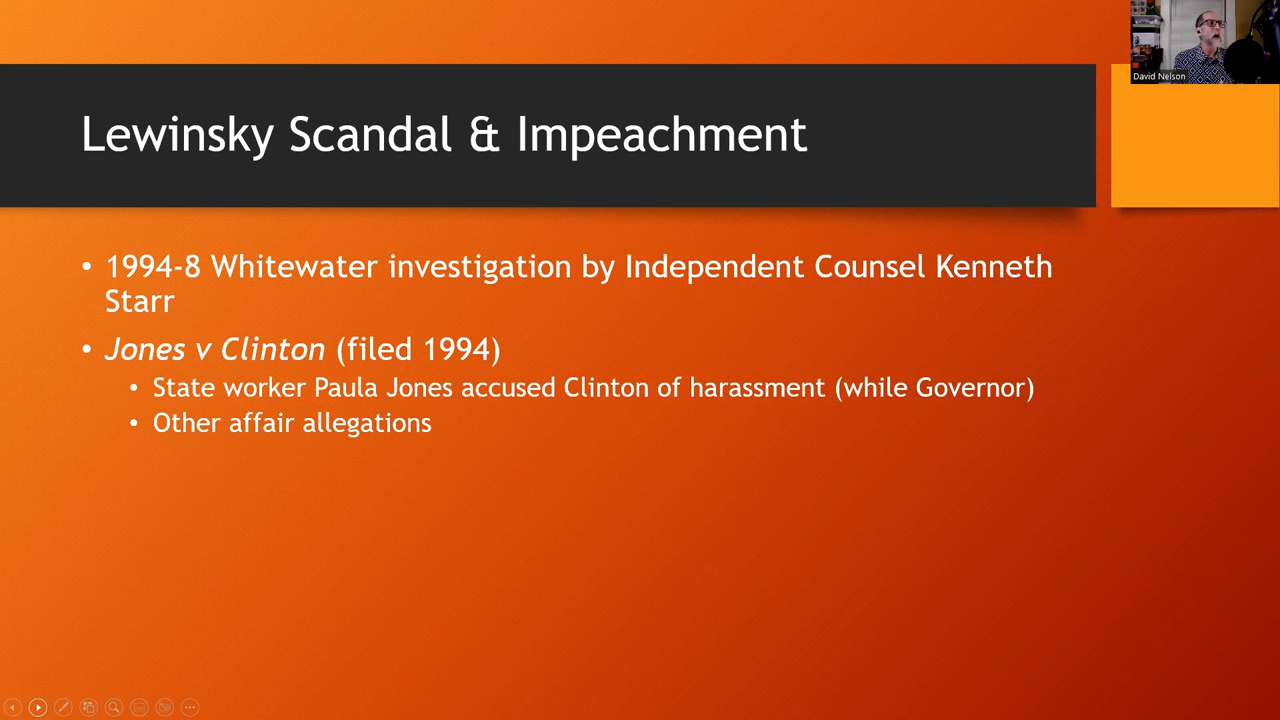 David Nelson
Lewinsky Scandal & Impeachment
• 1994-8 Whitewater investigation by Independent Counsel Kenneth
Starr
• Jones v Clinton (filed 1994)
• State worker Paula Jones accused Clinton of harassment (while Governor)
• Other affair allegations